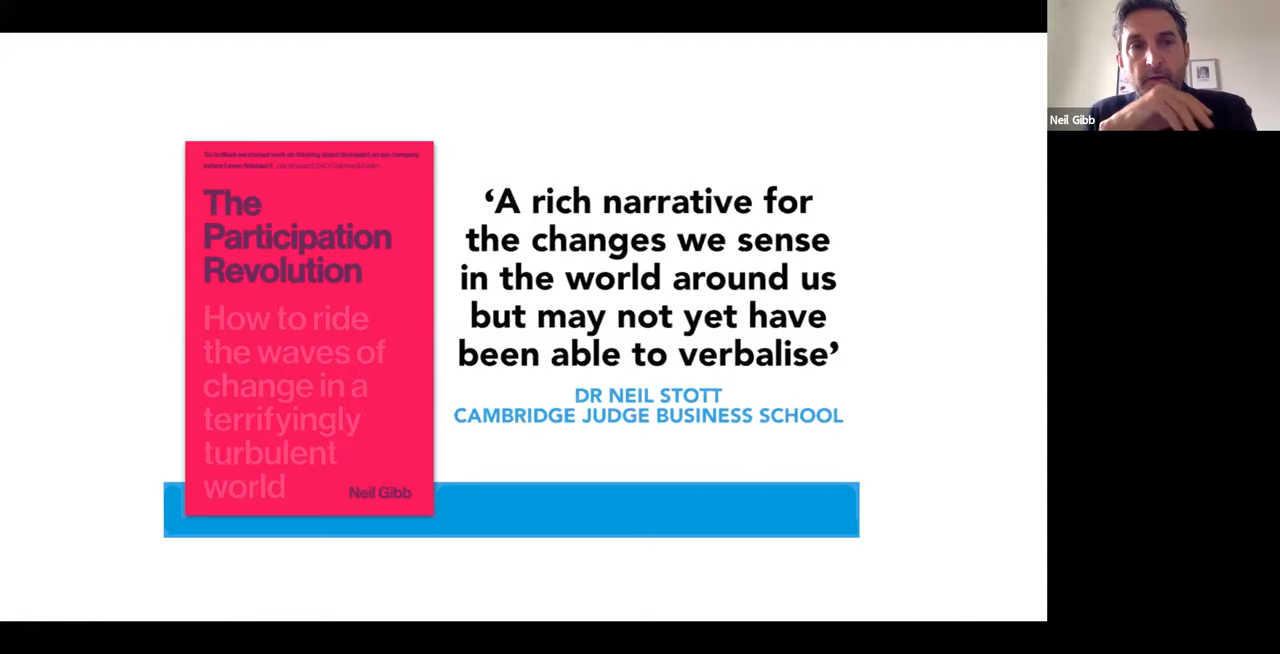 The
Participation
Revolution
How to ride
the waves of
change in a
terrifyingly
turbulent
world
Neil Gibb
‘A rich narrative for
the changes we sense
in the world around us
but may not yet have
been able to verbalise’
DR NEIL STOTT
CAMBRIDGE JUDGE BUSINESS SCHOOL
Neil Gibb